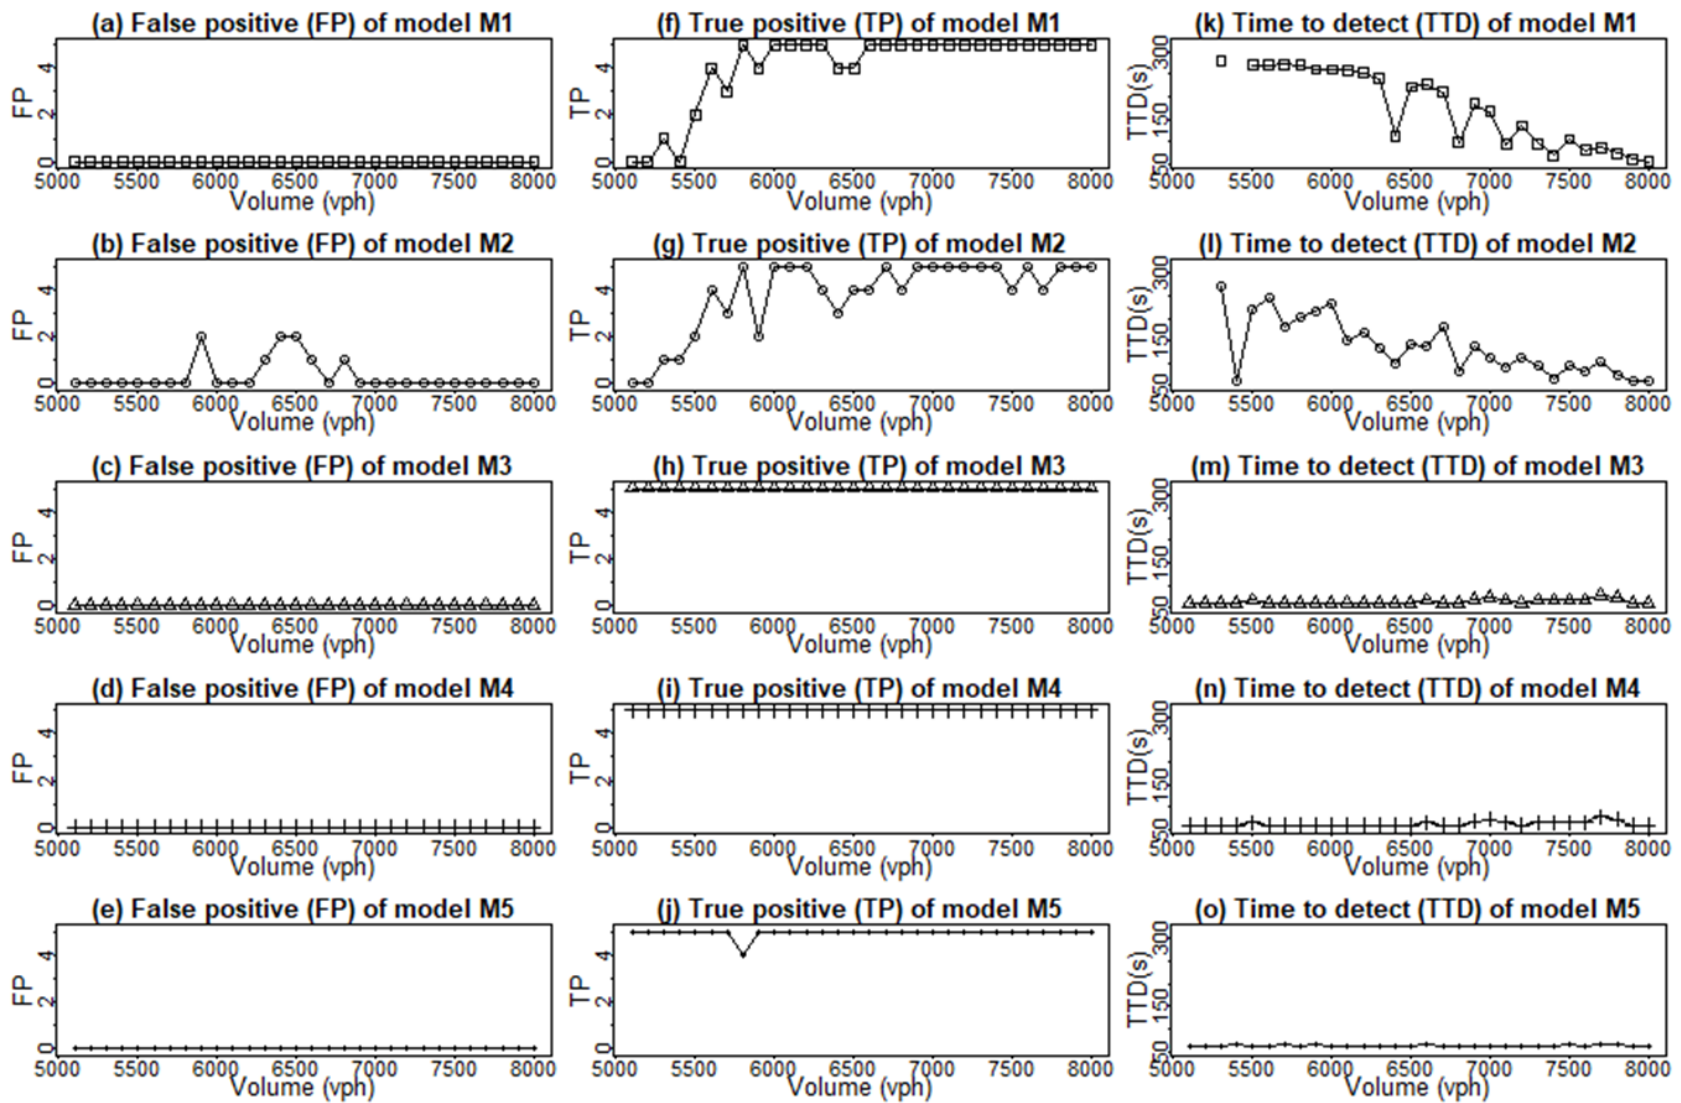 (a) False positive (FP) of model M1
FP
0 2 4
5000 5500 6000 6500 7000 7500 8000
Volume (vph)
(f) True positive (TP) of model M1
TP
0 2 4
5000 5500 6000 6500 7000 7500 8000
Volume (vph)
(k) Time to detect (TTD) of model M1
TTD(s)
50 150 300
5000 5500 6000 6500 7000 7500 8000
Volume (vph)
(b) False positive (FP) of model M2
FP
0 2 4
5000 5500 6000 6500 7000 7500 8000
Volume (vph)
(g) True positive (TP) of model M2
TP
0 2 4
5000 5500 6000 6500 7000 7500 8000
Volume (vph)
(l) Time to detect (TTD) of model M2
TTD(s)
50 150 300
5000 5500 6000 6500 7000 7500 8000
Volume (vph)
(c) False positive (FP) of model M3
FP
0 2 4
5000 5500 6000 6500 7000 7500 8000
Volume (vph)
(h) True positive (TP) of model M3
TP
0 2 4
5000 5500 6000 6500 7000 7500 8000
Volume (vph)
(m) Time to detect (TTD) of model M3
TTD(s)
50 150 300
5000 5500 6000 6500 7000 7500 8000
Volume (vph)
(d) False positive (FP) of model M4
FP
0 2 4
5000 5500 6000 6500 7000 7500 8000
Volume (vph)
(i) True positive (TP) of model M4
TP
0 2 4
5000 5500 6000 6500 7000 7500 8000
Volume (vph)
(n) Time to detect (TTD) of model M4
TTD(s)
50 150 300
5000 5500 6000 6500 7000 7500 8000
Volume (vph)
(e) False positive (FP) of model M5
FP
0 2 4
5000 5500 6000 6500 7000 7500 8000
Volume (vph)
(j) True positive (TP) of model M5
TP
0 2 4
5000 5500 6000 6500 7000 7500 8000
Volume (vph)
(o) Time to detect (TTD) of model M5
TTD(s)
50 150 300
5000 5500 6000 6500 7000 7500 8000
Volume (vph)